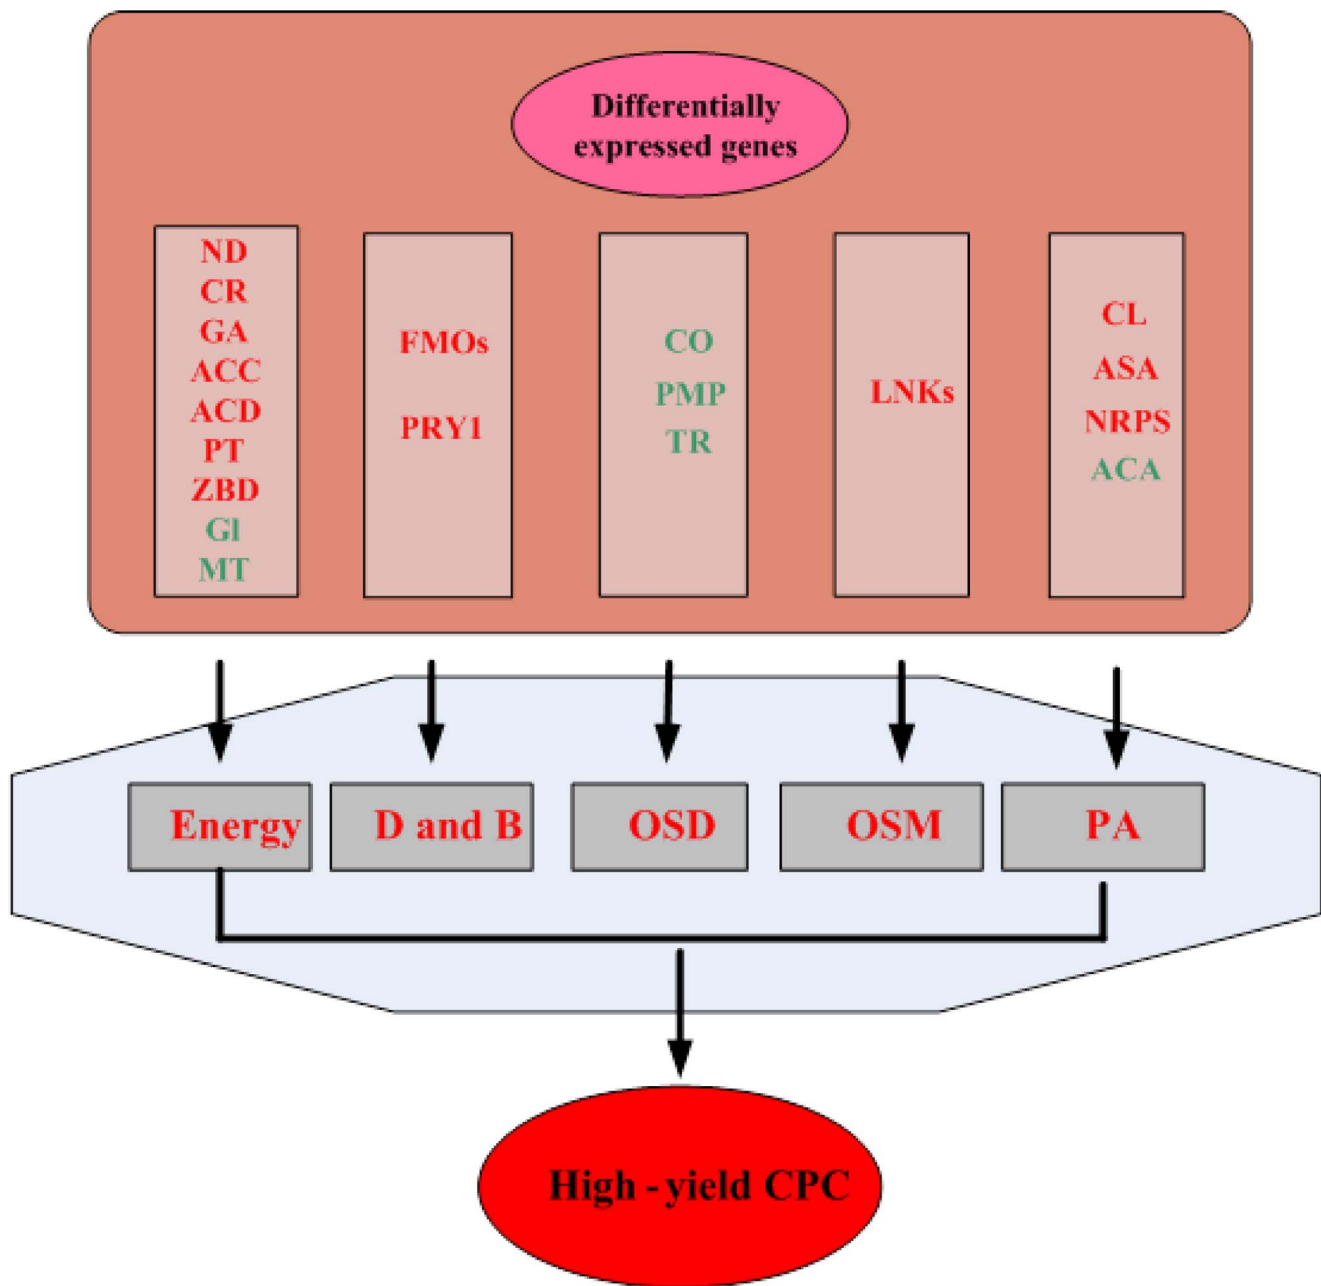 Differentially
expressed genes
ND
CR
GA
ACC
ACD
PT
ZBD
Gl
MT
FMOs
PRY1
CO
PMP
TR
LNKs
CL
ASA
NRPS
ACA
Energy
D and B
OSD
OSM
PA
High - yield CPC